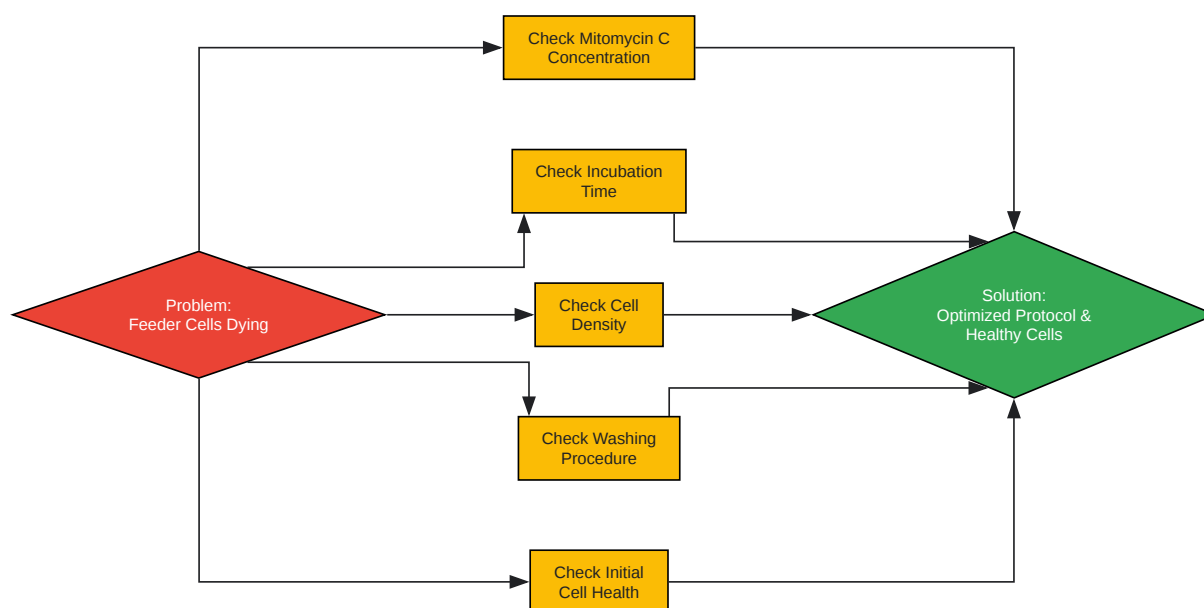 Check Mitomycin C
Concentration
Check Incubation
Time
Problem:
Feeder Cells Dying
Check Cell
Density
Solution:
Optimized Protocol &
Healthy Cells
Check Washing
Procedure
Check Initial
Cell Health